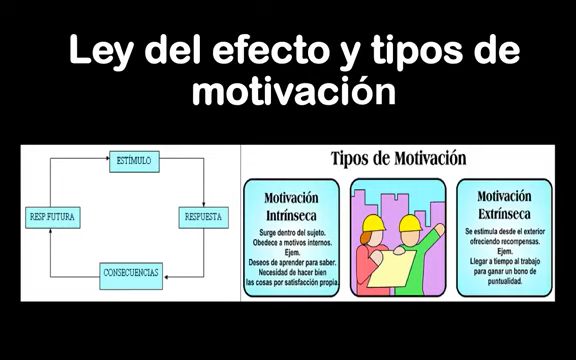 Ley del efecto y tipos de
motivación
ESTÍMULO
RESP FUTURA
RESPUESTA
CONSECUENCIAS
Tipos de Motivación
Motivación
Intrínseca
Surge dentro del sujeto.
Obedece a motivos internos.
Ejem.
Deseos de aprender para saber.
Necesidad de hacer bien
las cosas por satisfacción propia.
Motivación
Extrínseca
Se estimula desde el exterior
ofreciendo recompensas.
Ejem.
Llegar a tiempo al trabajo
para ganar un bono de
puntualidad.